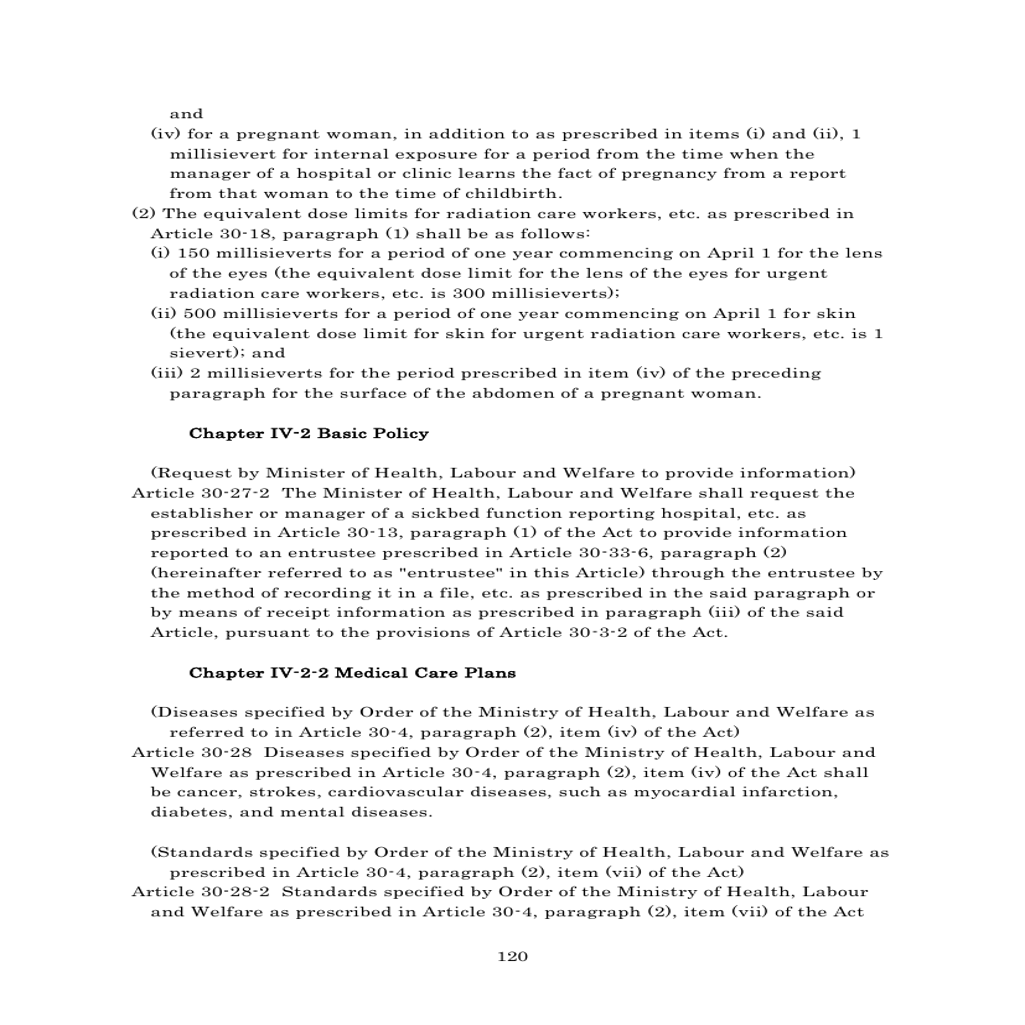 and
(iv) for a pregnant woman, in addition to as prescribed in items (i) and (ii), 1
millisievert for internal exposure for a period from the time when the
manager of a hospital or clinic learns the fact of pregnancy from a report
from that woman to the time of childbirth.
(2) The equivalent dose limits for radiation care workers, etc. as prescribed in
Article 30-18, paragraph (1) shall be as follows:
(i) 150 millisieverts for a period of one year commencing on April 1 for the lens
of the eyes (the equivalent dose limit for the lens of the eyes for urgent
radiation care workers, etc. is 300 millisieverts);
(ii) 500 millisieverts for a period of one year commencing on April 1 for skin
(the equivalent dose limit for skin for urgent radiation care workers, etc. is 1
sievert); and
(iii) 2 millisieverts for the period prescribed in item (iv) of the preceding
paragraph for the surface of the abdomen of a pregnant woman.
Chapter IV-2 Basic Policy
(Request by Minister of Health, Labour and Welfare to provide information)
Article 30-27-2 The Minister of Health, Labour and Welfare shall request the
establisher or manager of a sickbed function reporting hospital, etc. as
prescribed in Article 30-13, paragraph (1) of the Act to provide information
reported to an entrustee prescribed in Article 30-33-6, paragraph (2)
(hereinafter referred to as "entrustee" in this Article) through the entrustee by
the method of recording it in a file, etc. as prescribed in the said paragraph or
by means of receipt information as prescribed in paragraph (iii) of the said
Article, pursuant to the provisions of Article 30-3-2 of the Act.
Chapter IV-2-2 Medical Care Plans
(Diseases specified by Order of the Ministry of Health, Labour and Welfare as
referred to in Article 30-4, paragraph (2), item (iv) of the Act)
Article 30-28 Diseases specified by Order of the Ministry of Health, Labour and
Welfare as prescribed in Article 30-4, paragraph (2), item (iv) of the Act shall
be cancer, strokes, cardiovascular diseases, such as myocardial infarction,
diabetes, and mental diseases.
(Standards specified by Order of the Ministry of Health, Labour and Welfare as
prescribed in Article 30-4, paragraph (2), item (vii) of the Act)
Article 30-28-2 Standards specified by Order of the Ministry of Health, Labour
and Welfare as prescribed in Article 30-4, paragraph (2), item (vii) of the Act
120